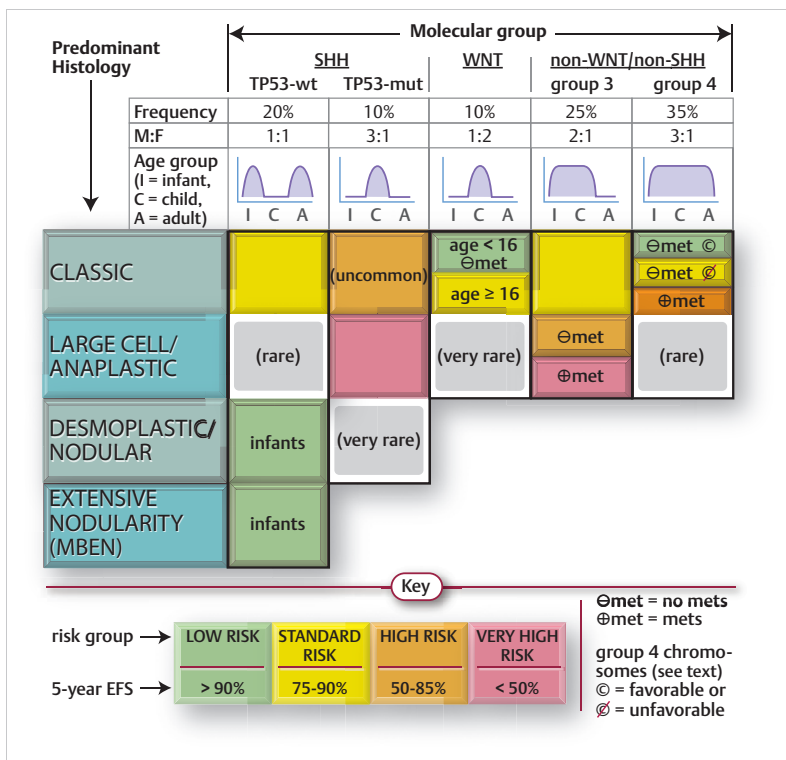 Molecular group
Predominant
Histology
SHH WNT non-WNT/non-SHH
TP53-wt TP53-mut group 3 group 4
Frequency 20% 10% 10% 25% 35%
M:F 1:1 3:1 1:2 2:1 3:1
Age group
(I = infant,
C = child,
A = adult)
I C A I C A I C A I C A I C A
CLASSIC
(uncommon)
age < 16
⊖met
age ≥ 16
⊖met ©
⊖met ₡
⊕met
LARGE CELL/
ANAPLASTIC
(rare)
(very rare)
⊖met
⊕met
(rare)
DESMOPLASTIC/
NODULAR
infants
(very rare)
EXTENSIVE
NODULARITY
(MBEN)
infants
Key
risk group
LOW RISK
STANDARD
RISK
HIGH RISK
VERY HIGH
RISK
5-year EFS
> 90%
75-90%
50-85%
< 50%
⊖met = no mets
⊕met = mets
group 4 chromo-
somes (see text)
© = favorable or
₡ = unfavorable